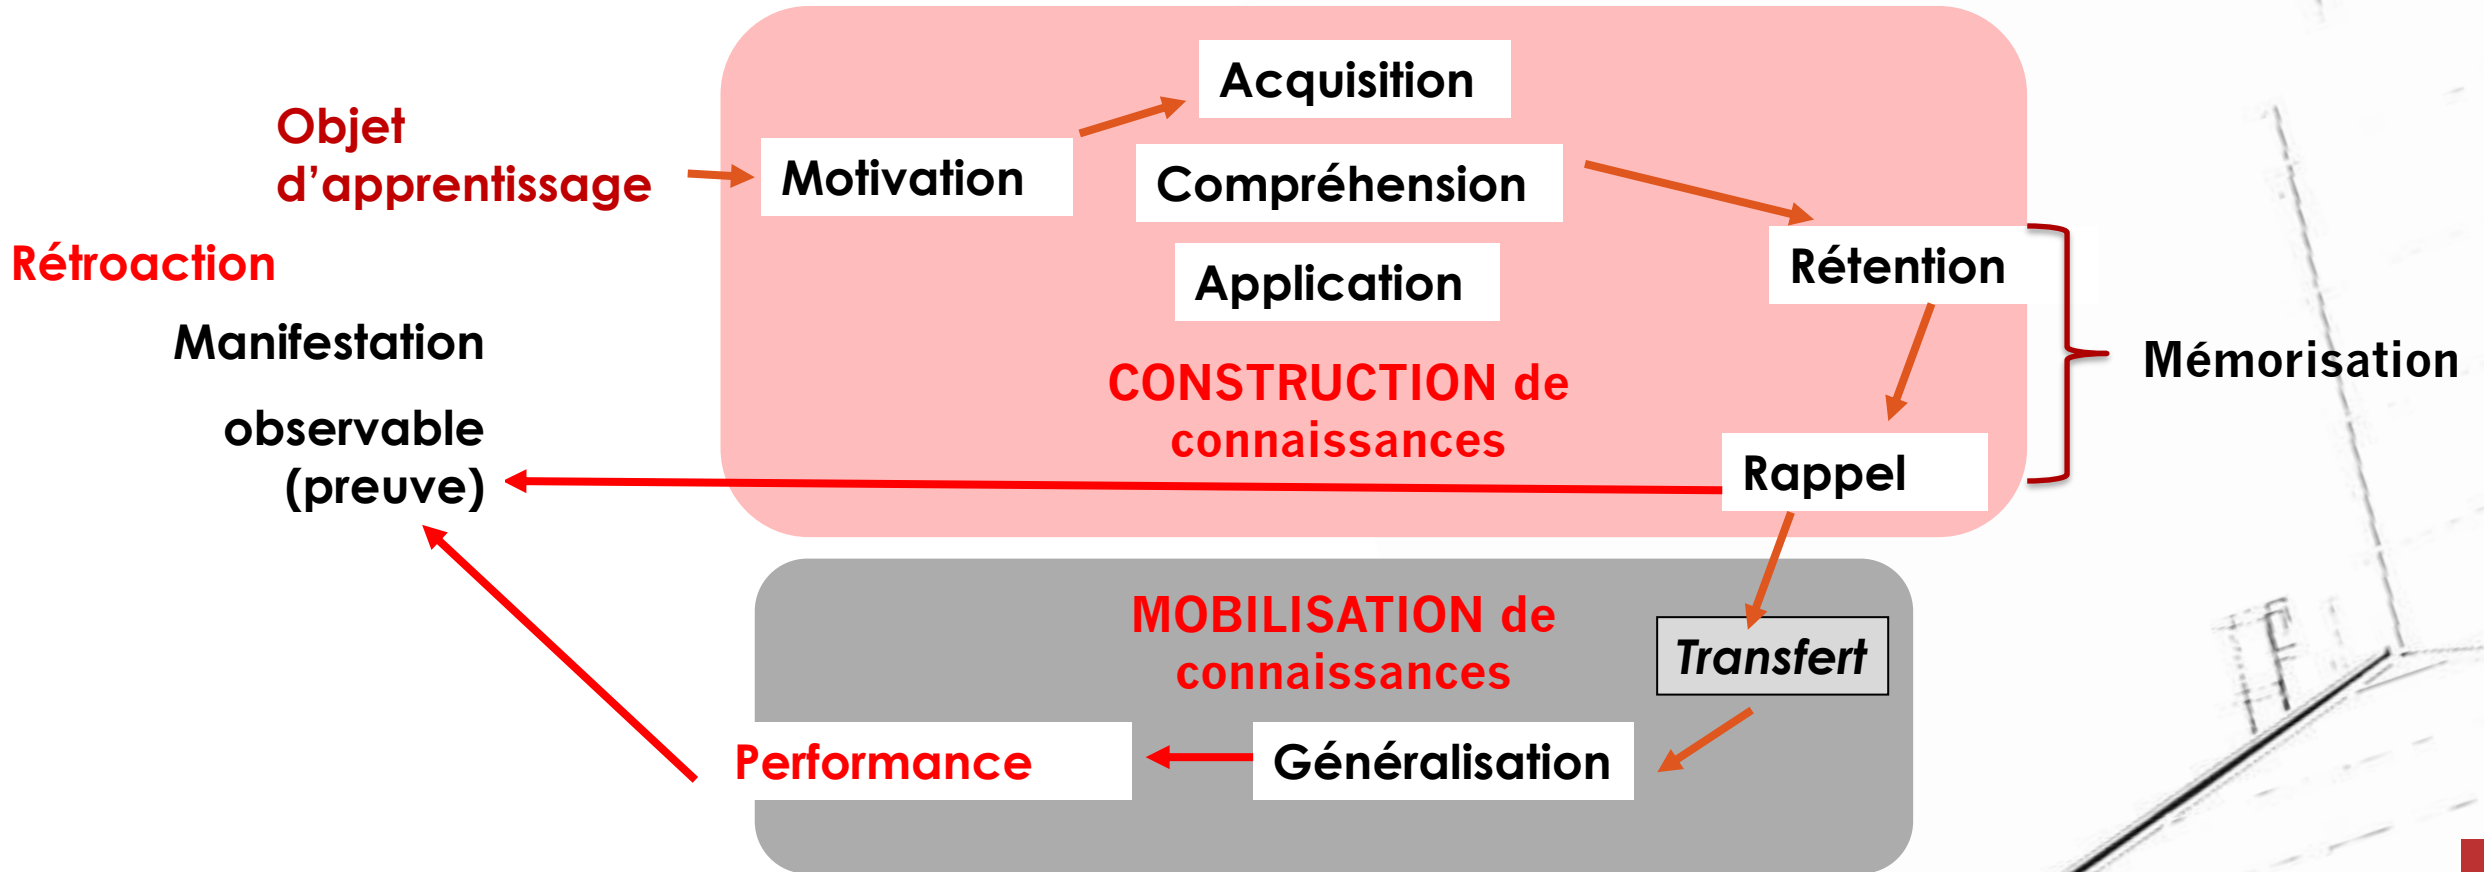 Objet
d’apprentissage
Motivation
Acquisition
Compréhension
Application
Rétention
Rétroaction
Manifestation
observable
(preuve)
CONSTRUCTION de
connaissances
Rappel
Mémorisation
MOBILISATION de
connaissances
Transfert
Performance
Généralisation